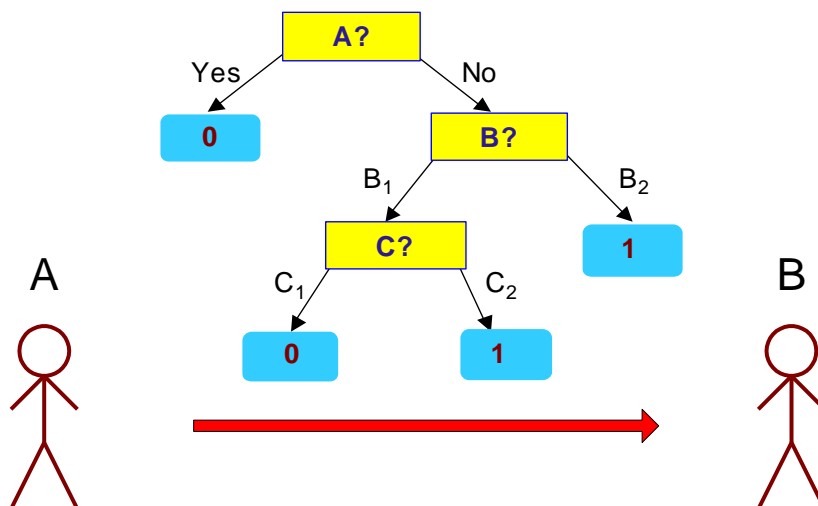 A?
Yes No
0 B?
B₁ B₂
C? 1
A C₁ C₂ B
0 1